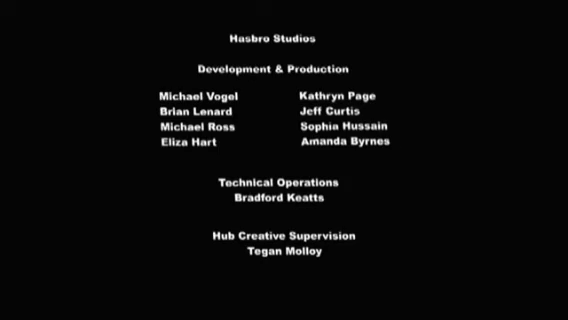 Hasbro Studios
Development & Production
Michael Vogel Kathryn Page
Brian Lenard Jeff Curtis
Michael Ross Sophia Hussain
Eliza Hart Amanda Byrnes
Technical Operations
Bradford Keatts
Hub Creative Supervision
Tegan Molloy